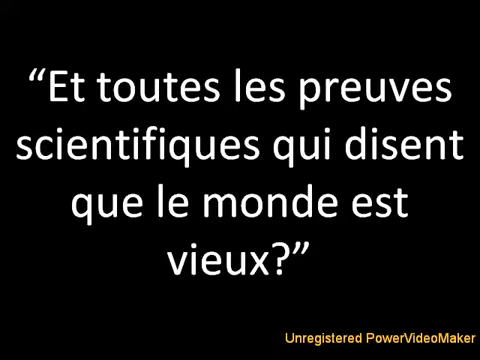 “Et toutes les preuves
scientifiques qui disent
que le monde est
vieux?”
Unregistered PowerVideoMaker